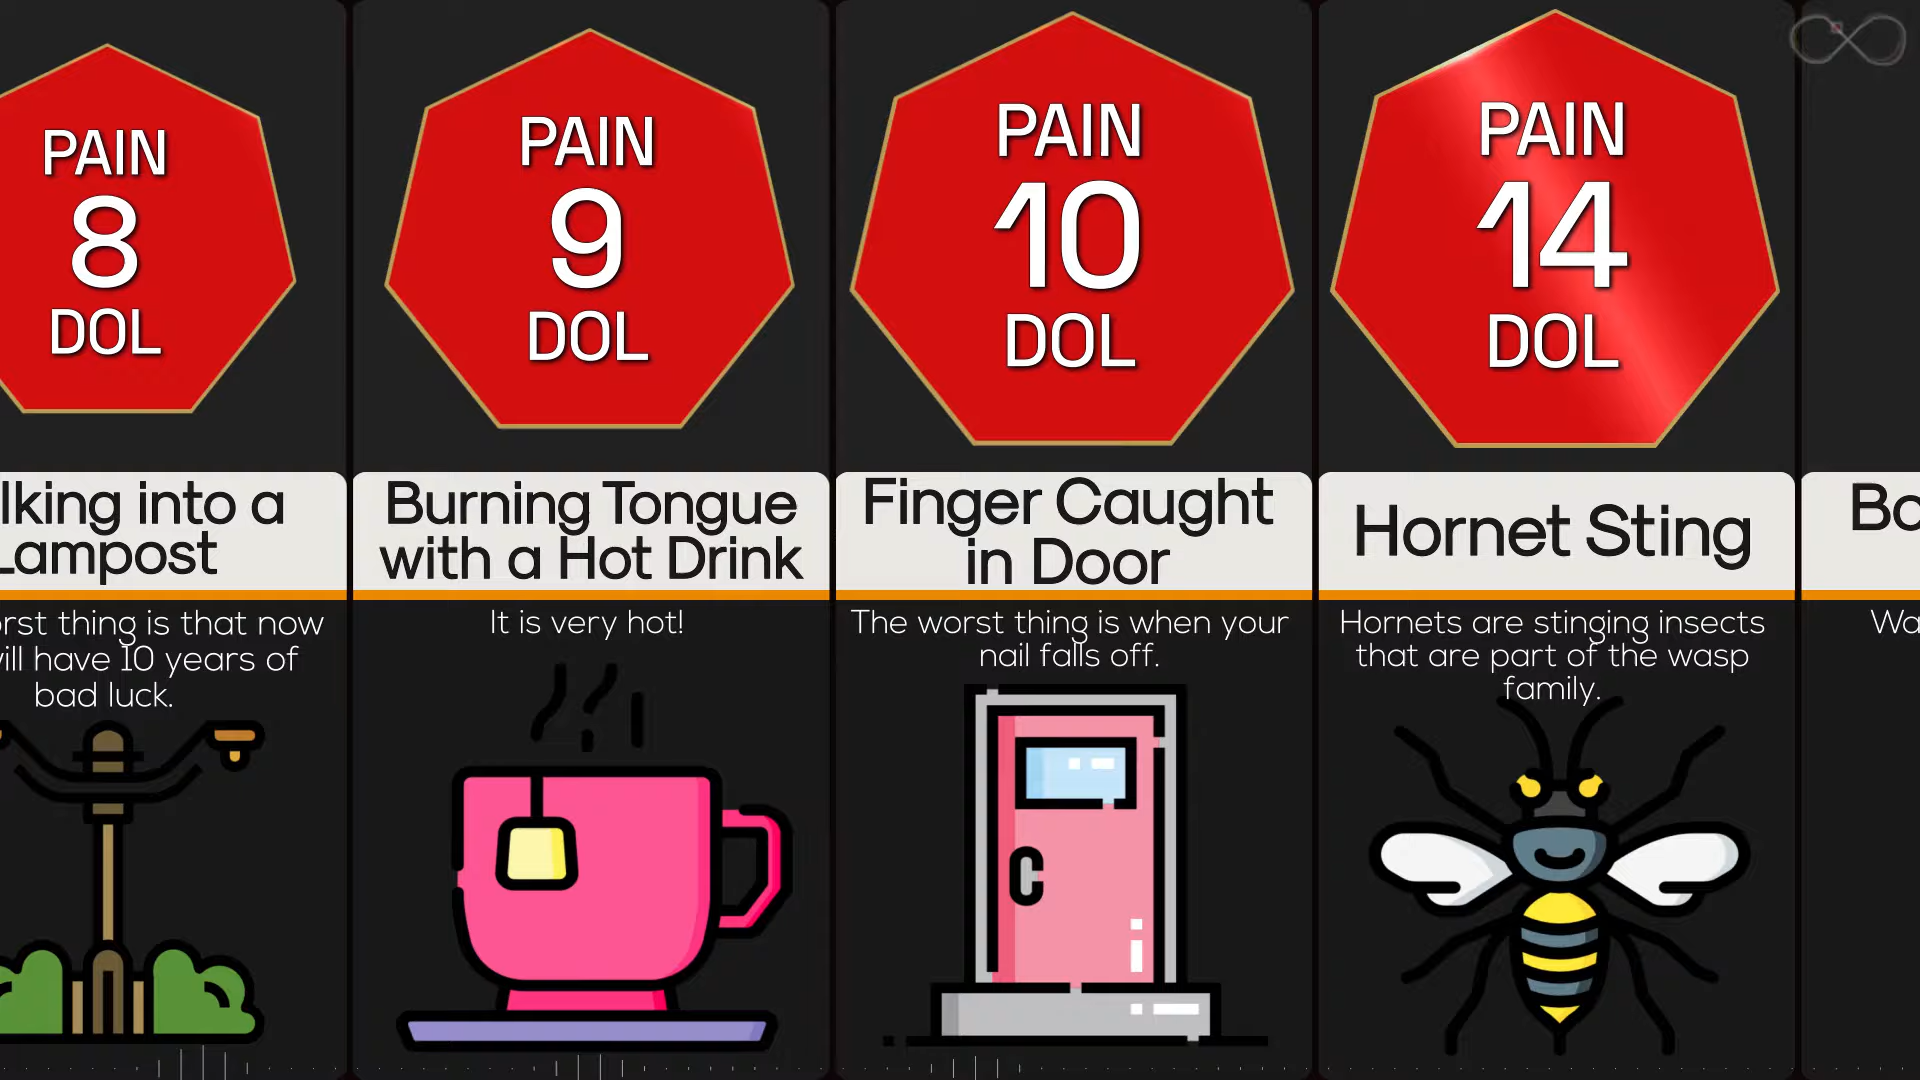 PAIN
8
DOL
lking into a
Lampost
rst thing is that now
ill have 10 years of
bad luck.
PAIN
9
DOL
Burning Tongue
with a Hot Drink
It is very hot!
PAIN
10
DOL
Finger Caught
in Door
The worst thing is when your
nail falls off.
PAIN
14
DOL
Hornet Sting
Hornets are stinging insects
that are part of the wasp
family.